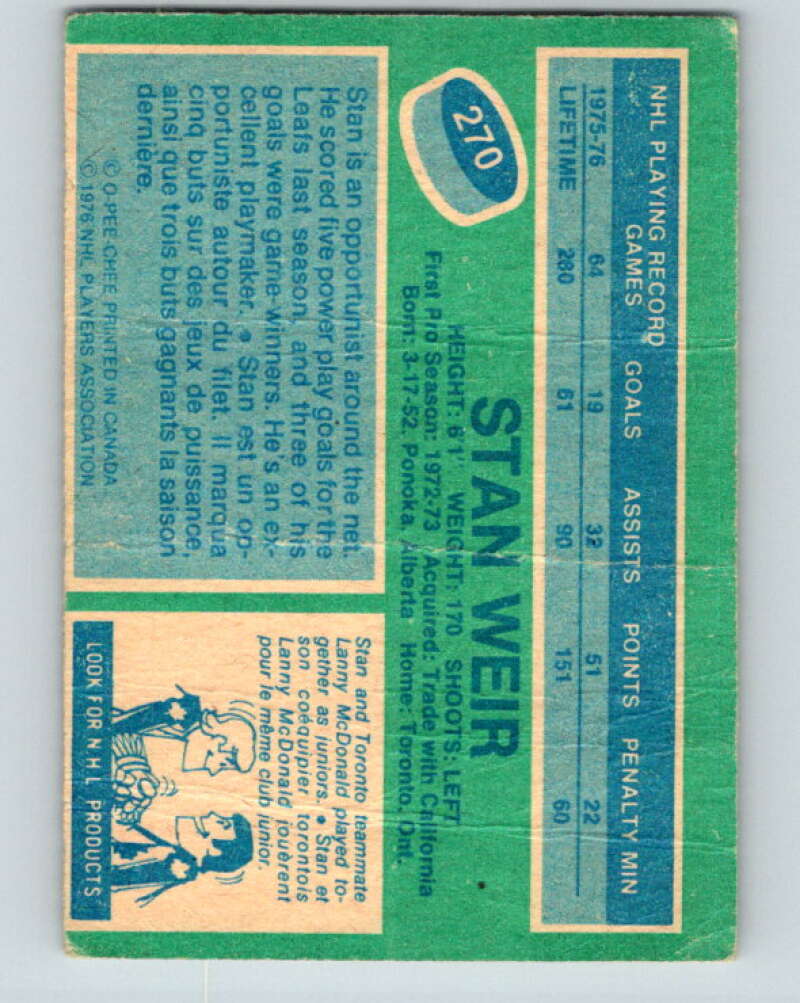 NHL PLAYING RECORD
GAMES GOALS ASSISTS POINTS PENALTY MIN
1975-76 64 19 32 51 22
LIFETIME 280 61 90 151 60
270
STAN WEIR
HEIGHT: 6'1' WEIGHT: 170 SHOOTS: LEFT
First Pro Season: 1972-73 Acquired: Trade with California
Born: 3-17-52, Ponoka, Alberta Home: Toronto, Ont.
Stan is an opportunist around the net.
He scored five power play goals for the
Leafs last season, and three of his
goals were game-winners. He's an ex-
cellent playmaker. • Stan est un op-
portuniste autour du filet. Il marqua
cinq buts sur des jeux de puissance,
ainsi que trois buts gagnants la saison
dernière.
© O-PEE-CHEE PRINTED IN CANADA
© 1976 NHL PLAYERS ASSOCIATION
Stan and Toronto teammate
Lanny McDonald played to-
gether as juniors. • Stan et
son coéquipier torontois
Lanny McDonald jouèrent
pour le même club junior.
LOOK FOR NHL PRODUCTS